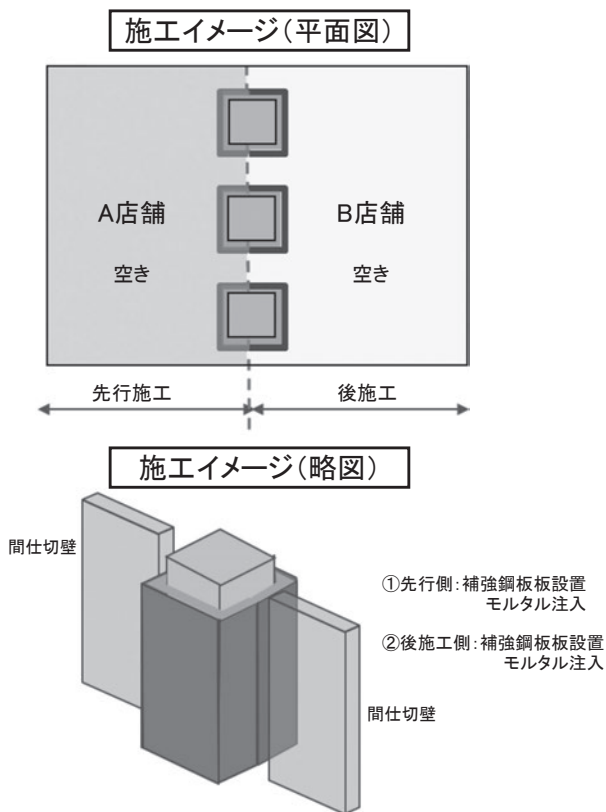 施工イメージ(平面図)
A店舗
B店舗
空き
空き
先行施工
後施工
施工イメージ(略図)
間仕切壁
①先行側:補強鋼板板設置
モルタル注入
②後施工側:補強鋼板板設置
モルタル注入
間仕切壁